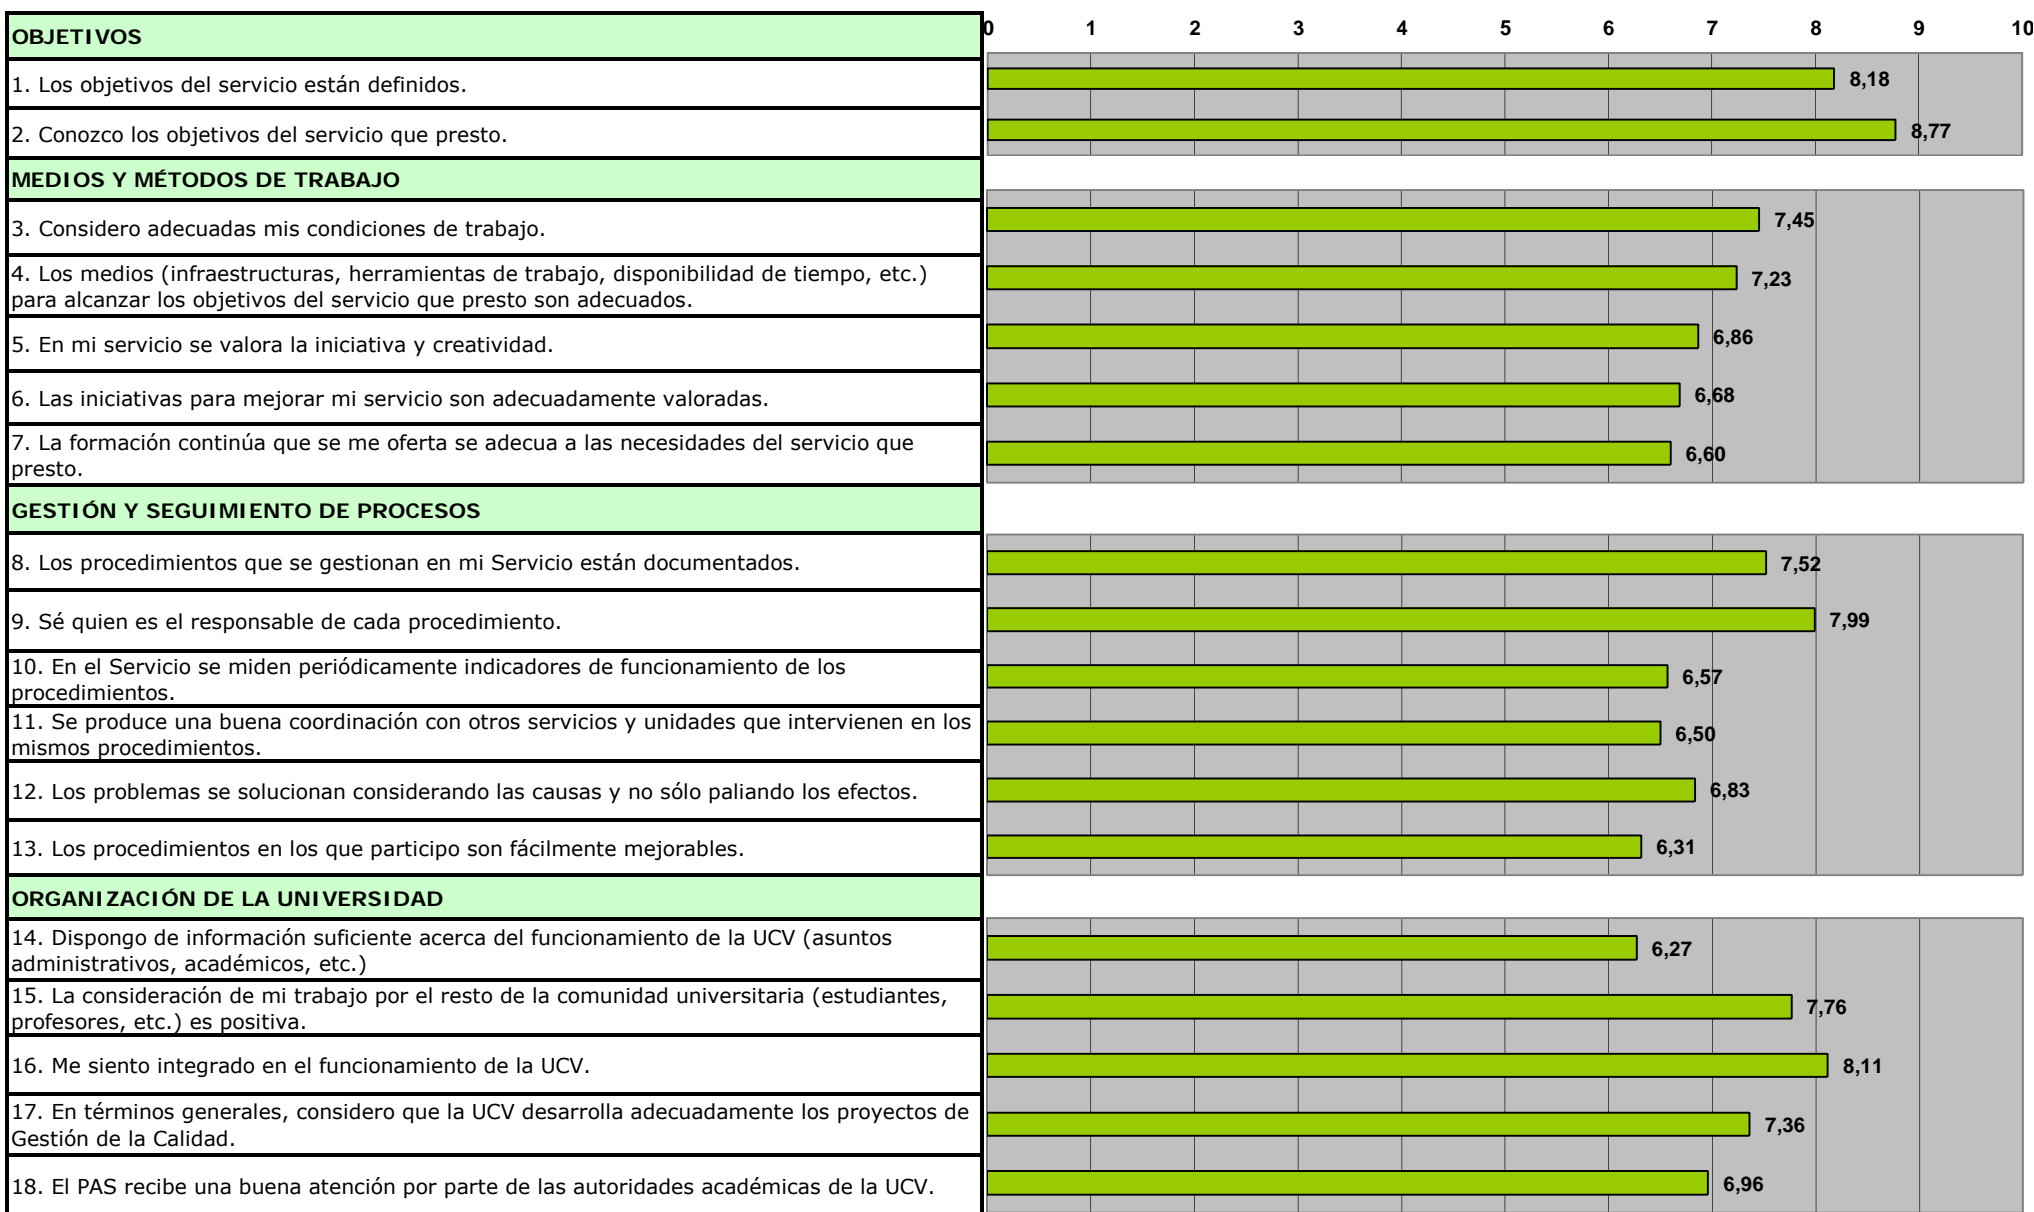 OBJETIVOS
0 1 2 3 4 5 6 7 8 9 10
1. Los objetivos del servicio están definidos.
8,18
2. Conozco los objetivos del servicio que presto.
8,77
MEDIOS Y MÉTODOS DE TRABAJO
3. Considero adecuadas mis condiciones de trabajo.
7,45
4. Los medios (infraestructuras, herramientas de trabajo, disponibilidad de tiempo, etc.)
para alcanzar los objetivos del servicio que presto son adecuados.
7,23
5. En mi servicio se valora la iniciativa y creatividad.
6,86
6. Las iniciativas para mejorar mi servicio son adecuadamente valoradas.
6,68
7. La formación continúa que se me oferta se adecua a las necesidades del servicio que
presto.
6,60
GESTIÓN Y SEGUIMIENTO DE PROCESOS
8. Los procedimientos que se gestionan en mi Servicio están documentados.
7,52
9. Sé quien es el responsable de cada procedimiento.
7,99
10. En el Servicio se miden periódicamente indicadores de funcionamiento de los
procedimientos.
6,57
11. Se produce una buena coordinación con otros servicios y unidades que intervienen en los
mismos procedimientos.
6,50
12. Los problemas se solucionan considerando las causas y no sólo paliando los efectos.
6,83
13. Los procedimientos en los que participo son fácilmente mejorables.
6,31
ORGANIZACIÓN DE LA UNIVERSIDAD
14. Dispongo de información suficiente acerca del funcionamiento de la UCV (asuntos
administrativos, académicos, etc.)
6,27
15. La consideración de mi trabajo por el resto de la comunidad universitaria (estudiantes,
profesores, etc.) es positiva.
7,76
16. Me siento integrado en el funcionamiento de la UCV.
8,11
17. En términos generales, considero que la UCV desarrolla adecuadamente los proyectos de
Gestión de la Calidad.
7,36
18. El PAS recibe una buena atención por parte de las autoridades académicas de la UCV.
6,96